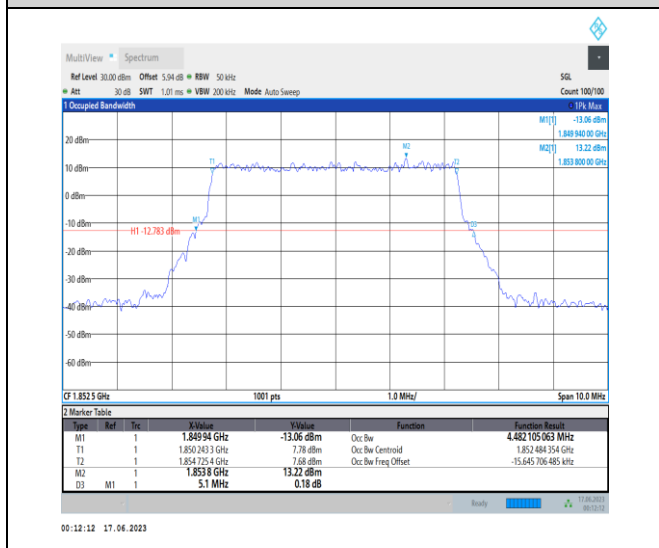 MultiView Spectrum
Ref Level 30.00 dBm Offset 5.94 dB RBW 50 kHz SGL
Att 30 dB SWT 1.01 ms VBW 200 kHz Mode Auto Sweep Count 100/100
1 Occupied Bandwidth 1Pk Max
M1[1] -13.06 dBm
1.849 940 00 GHz
M2[1] 13.22 dBm
1.853 800 00 GHz
20 dBm
M2
T1
T2
10 dBm
0 dBm
-10 dBm
M1
D3
H1 -12.783 dBm
-20 dBm
-30 dBm
-40 dBm
-50 dBm
-60 dBm
CF 1.852 5 GHz 1001 pts 1.0 MHz/ Span 10.0 MHz
2 Marker Table
Type Ref Trc X-Value Y-Value Function Function Result
M1 1 1.849 94 GHz -13.06 dBm Occ Bw 4.482 105 063 MHz
T1 1 1.850 243 3 GHz 7.78 dBm Occ Bw Centroid 1.852 484 354 GHz
T2 1 1.854 725 4 GHz 7.68 dBm Occ Bw Freq Offset -15.645 706 485 kHz
M2 1 1.853 8 GHz 13.22 dBm
D3 M1 1 5.1 MHz 0.18 dB
Ready 17.06.2023
00:12:12
00:12:12 17.06.2023